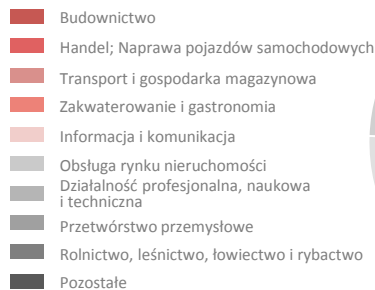 Budownictwo
Handel; Naprawa pojazdów samochodowych
Transport i gospodarka magazynowa
Zakwaterowanie i gastronomia
Informacja i komunikacja
Obsługa rynku nieruchomości
Działalność profesjonalna, naukowa
i techniczna
Przetwórstwo przemysłowe
Rolnictwo, leśnictwo, łowiectwo i rybactwo
Pozostałe